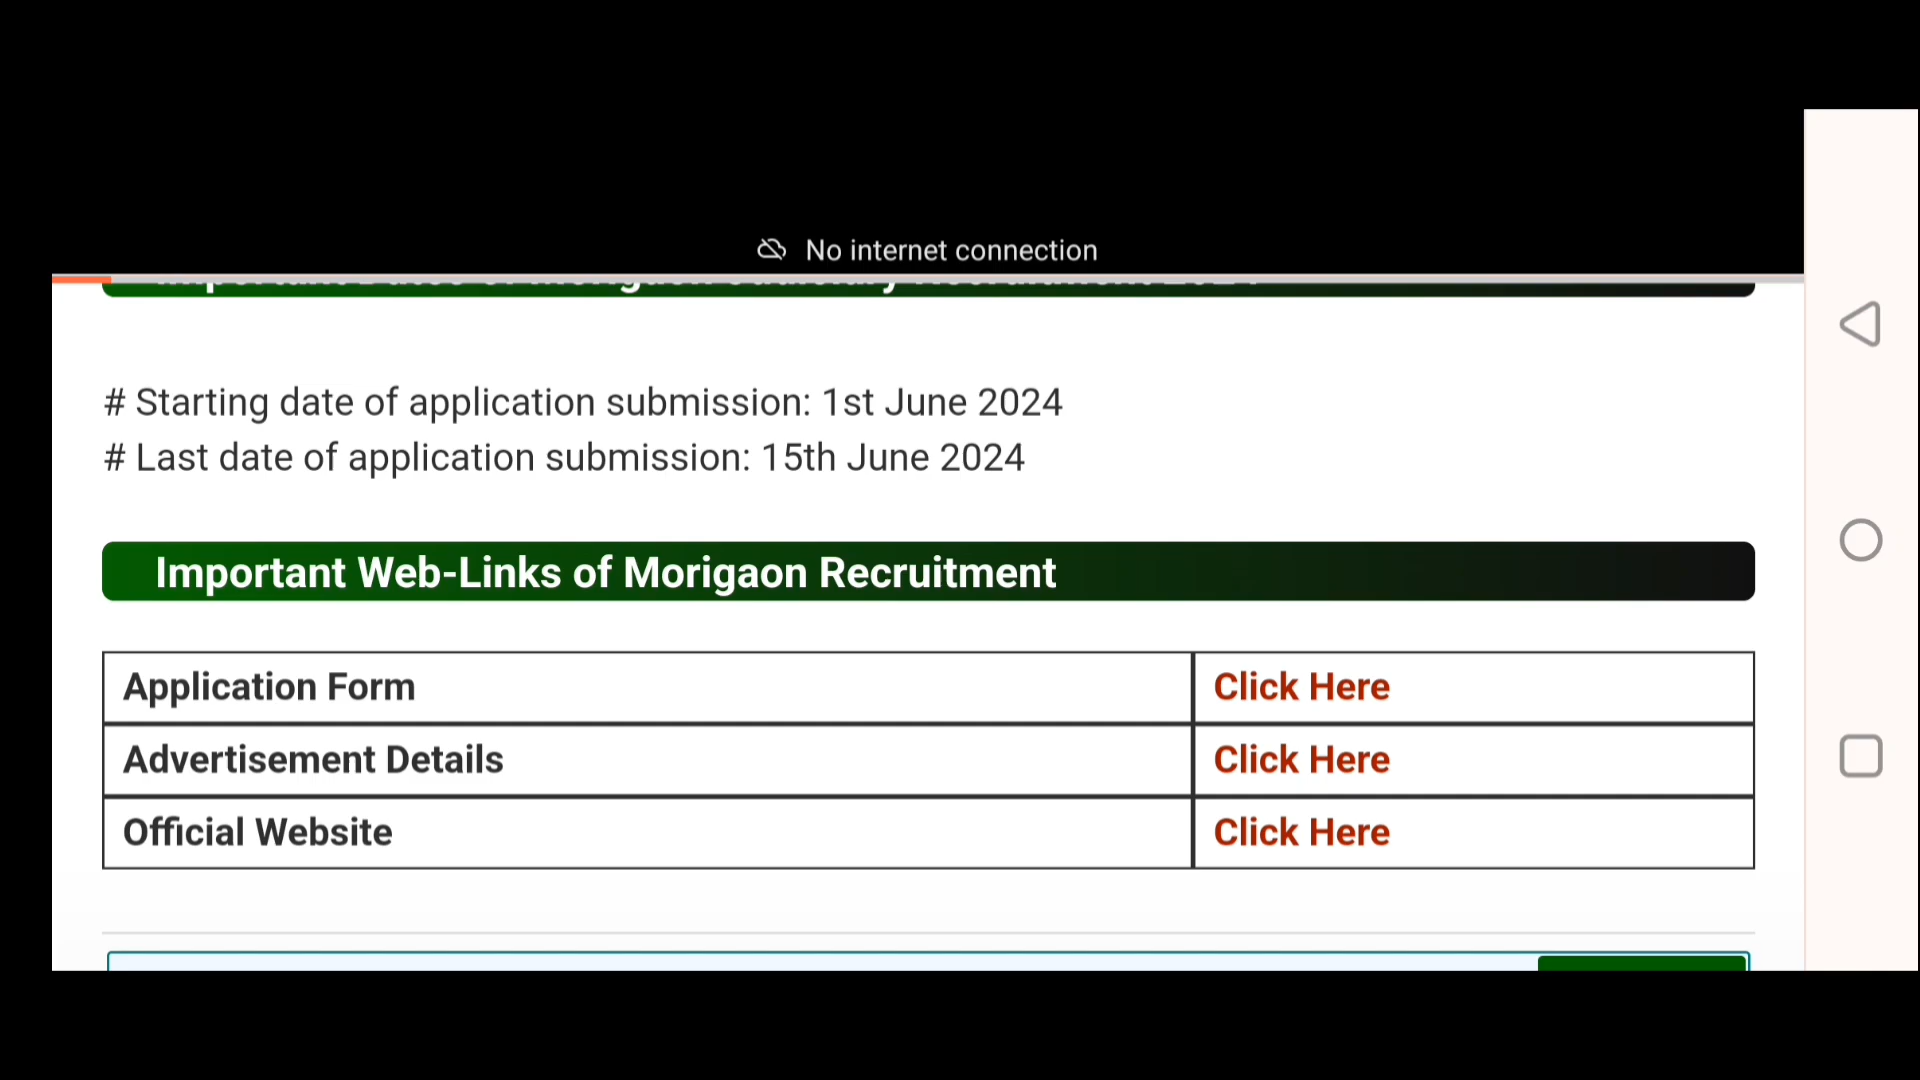 No internet connection
# Starting date of application submission: 1st June 2024
# Last date of application submission: 15th June 2024
Important Web-Links of Morigaon Recruitment
Application Form Click Here
Advertisement Details Click Here
Official Website Click Here